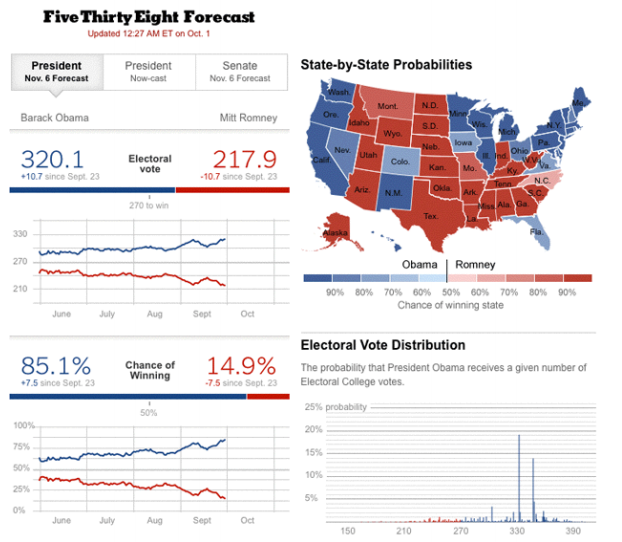 FiveThirtyEight Forecast
Updated 12:27 AM ET on Oct. 1
President
Nov. 6 Forecast
President
Now-cast
Senate
Nov. 6 Forecast
Barack Obama
Mitt Romney
320.1
+10.7 since Sept. 23
Electoral
vote
217.9
-10.7 since Sept. 23
270 to win
330
270
210
June
July
Aug
Sept
Oct
85.1%
+7.5 since Sept. 23
Chance of
Winning
14.9%
-7.5 since Sept. 23
50%
100%
75%
50%
25%
0%
June
July
Aug
Sept
Oct
State-by-State Probabilities
Wash.
Ore.
Calif.
Nev.
Idaho
Mont.
Wyo.
Utah
Ariz.
Colo.
N.M.
N.D.
S.D.
Neb.
Kan.
Okla.
Tex.
Minn.
Iowa
Mo.
Ark.
La.
Wis.
Ill.
Mich.
Ind.
Ohio
Ky.
Tenn.
Miss.
Ala.
Ga.
Fla.
S.C.
N.C.
Va.
W.Va.
Pa.
N.Y.
Me.
Alaska
Obama
Romney
90%
80%
70%
60%
50%
60%
70%
80%
90%
Chance of winning state
Electoral Vote Distribution
The probability that President Obama receives a given number of
Electoral College votes.
25% probability
20%
15%
10%
5%
150
210
270
330
390